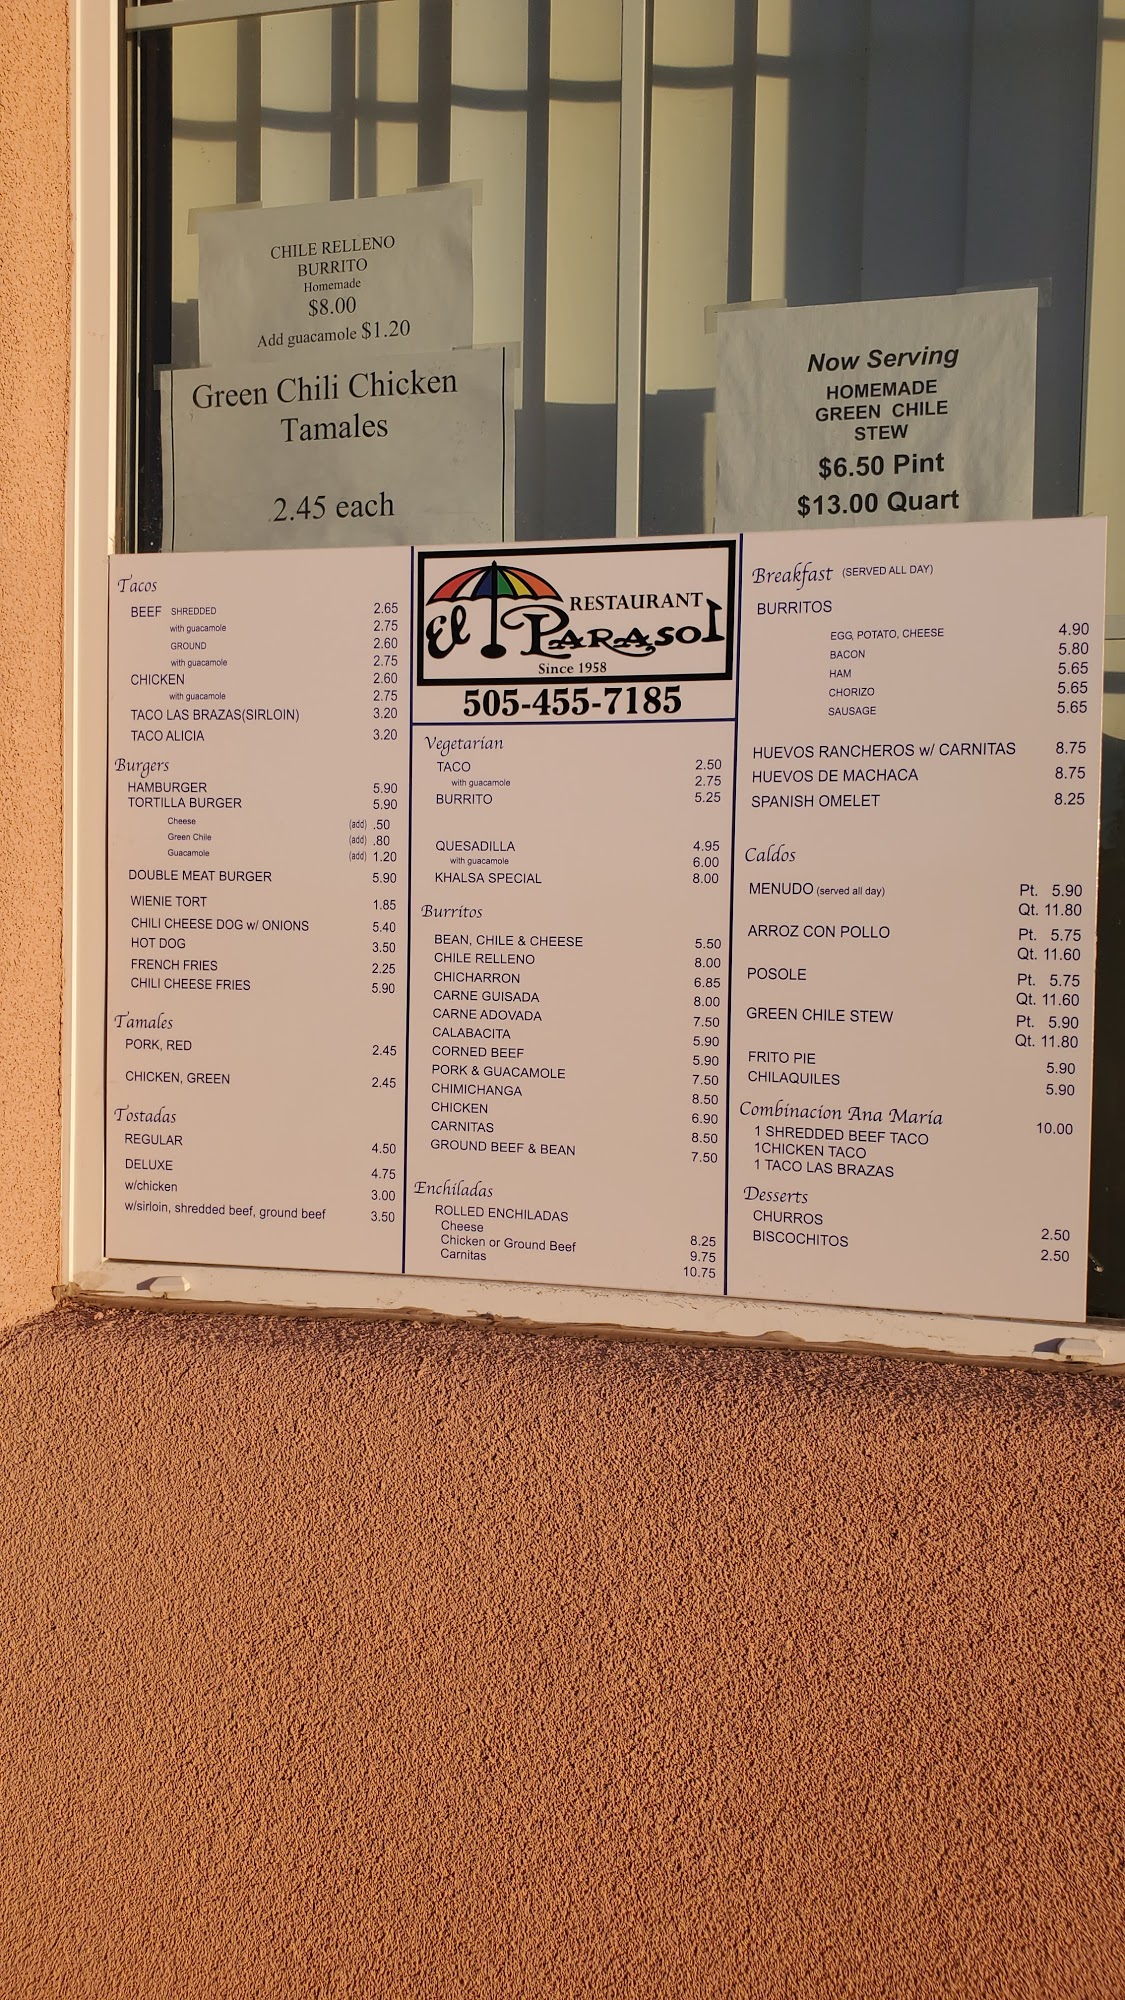 CHILE RELLENO
BURRITO
Homemade
$8.00
Add guacamole $1.20
Green Chili Chicken
Tamales
2.45 each
Now Serving
HOMEMADE
GREEN CHILE
STEW
$6.50 Pint
$13.00 Quart
Tacos
BEEF SHREDDED 2.65
with guacamole 2.75
GROUND 2.60
with guacamole 2.75
CHICKEN 2.60
with guacamole 2.75
TACO LAS BRAZAS(SIRLOIN) 3.20
TACO ALICIA 3.20
Burgers
HAMBURGER 5.90
TORTILLA BURGER 5.90
Cheese (add) .50
Green Chile (add) .80
Guacamole (add) 1.20
DOUBLE MEAT BURGER 5.90
WIENIE TORT 1.85
CHILI CHEESE DOG w/ ONIONS 5.40
HOT DOG 3.50
FRENCH FRIES 2.25
CHILI CHEESE FRIES 5.90
Tamales
PORK, RED 2.45
CHICKEN, GREEN 2.45
Tostadas
REGULAR 4.50
DELUXE 4.75
w/chicken 3.00
w/sirloin, shredded beef, ground beef 3.50
El Parasol RESTAURANT
Since 1958
505-455-7185
Vegetarian
TACO 2.50
with guacamole 2.75
BURRITO 5.25
QUESADILLA 4.95
with guacamole 6.00
KHALSA SPECIAL 8.00
Burritos
BEAN, CHILE & CHEESE 5.50
CHILE RELLENO 8.00
CHICHARRON 6.85
CARNE GUISADA 8.00
CARNE ADOVADA 7.50
CALABACITA 5.90
CORNED BEEF 5.90
PORK & GUACAMOLE 7.50
CHIMICHANGA 8.50
CHICKEN 6.90
CARNITAS 8.50
GROUND BEEF & BEAN 7.50
Enchiladas
ROLLED ENCHILADAS
Cheese 8.25
Chicken or Ground Beef 9.75
Carnitas 10.75
Breakfast (SERVED ALL DAY)
BURRITOS
EGG, POTATO, CHEESE 4.90
BACON 5.80
HAM 5.65
CHORIZO 5.65
SAUSAGE 5.65
HUEVOS RANCHEROS w/ CARNITAS 8.75
HUEVOS DE MACHACA 8.75
SPANISH OMELET 8.25
Caldos
MENUDO (served all day) Pt. 5.90
Qt. 11.80
ARROZ CON POLLO Pt. 5.75
Qt. 11.60
POSOLE Pt. 5.75
Qt. 11.60
GREEN CHILE STEW Pt. 5.90
Qt. 11.80
FRITO PIE 5.90
CHILAQUILES 5.90
Combinacion Ana Maria 10.00
1 SHREDDED BEEF TACO
1CHICKEN TACO
1 TACO LAS BRAZAS
Desserts
CHURROS 2.50
BISCOCHITOS 2.50